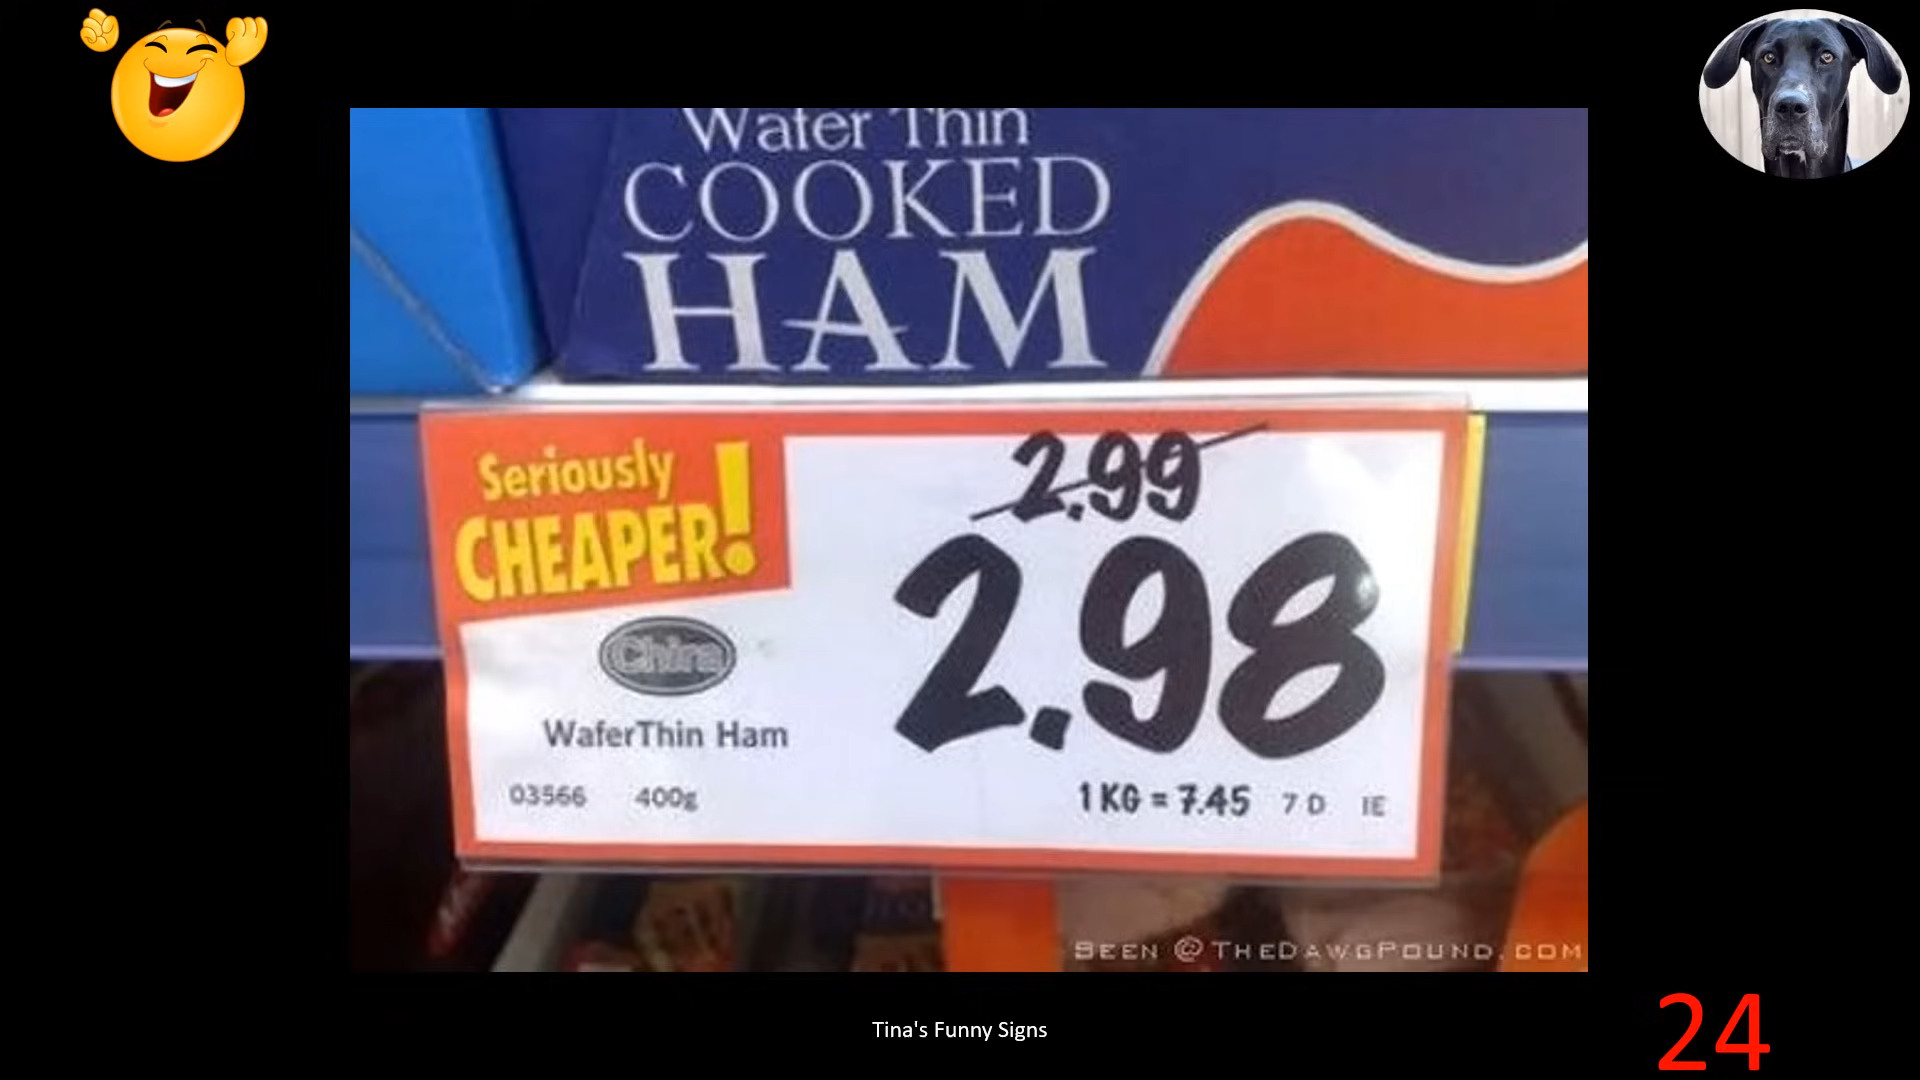 Wafer Thin
COOKED
HAM
Seriously
CHEAPER!
2.99
2.98
WaferThin Ham
03566 400g
1 KG = 7.45 7 D IE
SEEN @ THEDAWGPOUND.COM
Tina's Funny Signs
24